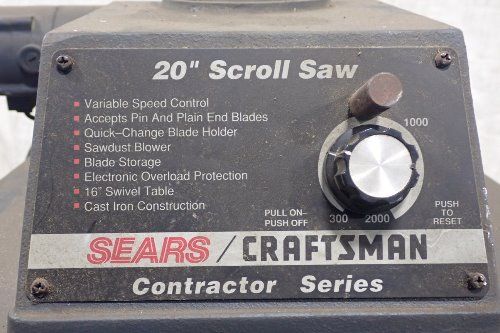 20" Scroll Saw
Variable Speed Control
Accepts Pin And Plain End Blades
Quick-Change Blade Holder
Sawdust Blower
Blade Storage
Electronic Overload Protection
16" Swivel Table
Cast Iron Construction
1000
300
2000
PULL ON-
PUSH OFF
PUSH
TO
RESET
SEARS / CRAFTSMAN
Contractor Series